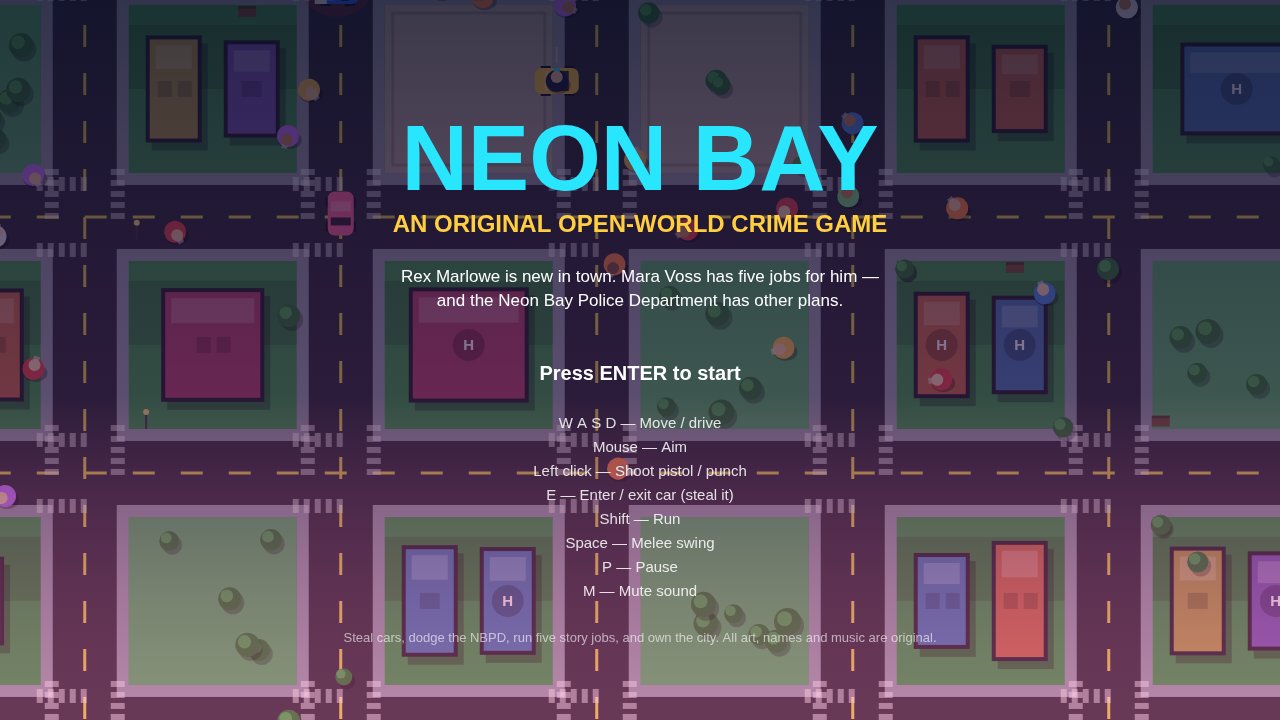 NEON BAY
AN ORIGINAL OPEN-WORLD CRIME GAME
Rex Marlowe is new in town. Mara Voss has five jobs for him —
and the Neon Bay Police Department has other plans.
H
H
H
H
Press ENTER to start
W A S D — Move / drive
Mouse — Aim
Left click — Shoot pistol / punch
E — Enter / exit car (steal it)
Shift — Run
Space — Melee swing
P — Pause
M — Mute sound
H
H
Steal cars, dodge the NBPD, run five story jobs, and own the city. All art, names and music are original.